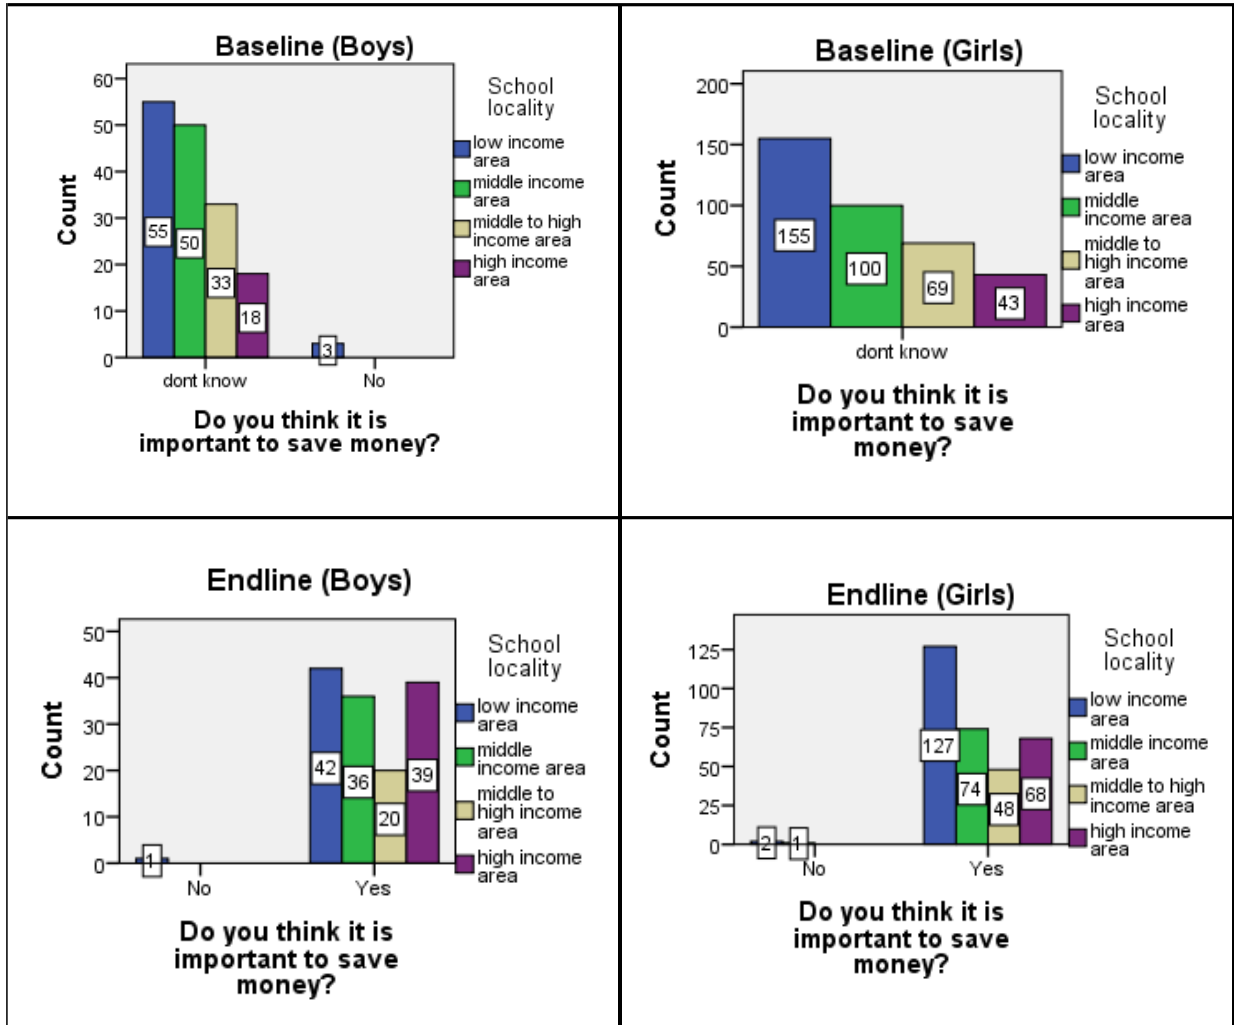 Baseline (Boys)
60
50
40
30
20
10
0
Count
55
50
33
18
3
dont know
No
Do you think it is
important to save money?
School
locality
low income
area
middle income
area
middle to high
income area
high income
area
Baseline (Girls)
200
150
100
50
0
Count
155
100
69
43
dont know
Do you think it is
important to save
money?
School
locality
low income
area
middle
income area
middle to
high income
area
high income
area
Endline (Boys)
50
40
30
20
10
0
Count
1
42
36
20
39
No
Yes
Do you think it is
important to save
money?
School
locality
low income
area
middle
income area
middle to
high income
area
high income
area
Endline (Girls)
125
100
75
50
25
0
Count
2
1
127
74
48
68
No
Yes
Do you think it is
important to save
money?
School
locality
low income
area
middle income
area
middle to high
income area
high income
area